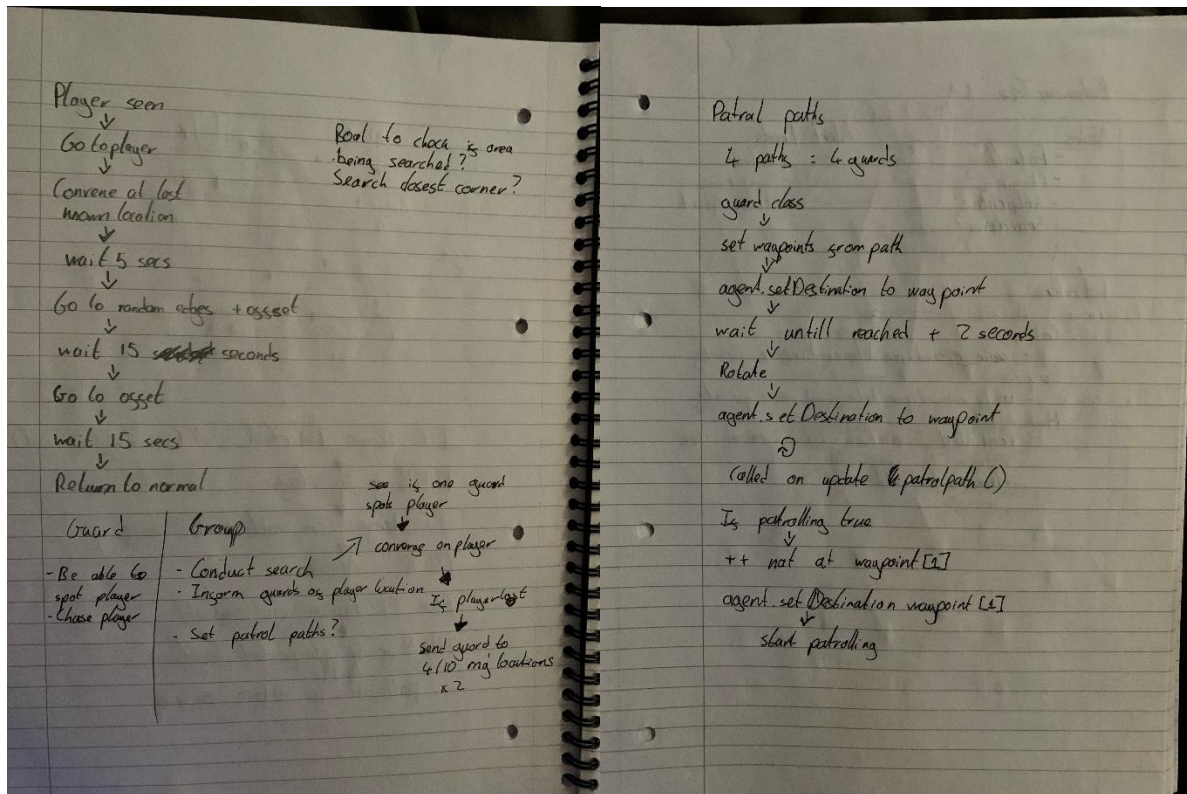 Player seen
↓
Go to player
↓
Convene at last
known location
↓
wait 5 secs
↓
Go to random edges + offset
↓
wait 15 seconds
↓
Go to offset
↓
wait 15 secs
↓
Return to normal
Bool to check if area
being searched?
Search closest corner?
Guard
- Be able to
spot player
- Chase player
Group
- Conduct search
- Inform guards of player location
- Set patrol paths?
see if one guard
spots player
↓
converge on player
↓
If player lost
↓
send guard to
4/10 locations
x 2
Patrol paths
4 paths = 4 guards
guard class
↓
set waypoints from path
↓
agent.setDestination to waypoint
↓
wait untill reached + 2 seconds
↓
Rotate
↓
agent.setDestination to waypoint
Called on update patrolpath()
If patrolling true
↓
++ not at waypoint[1]
agent.setDestination waypoint[1]
↓
start patrolling